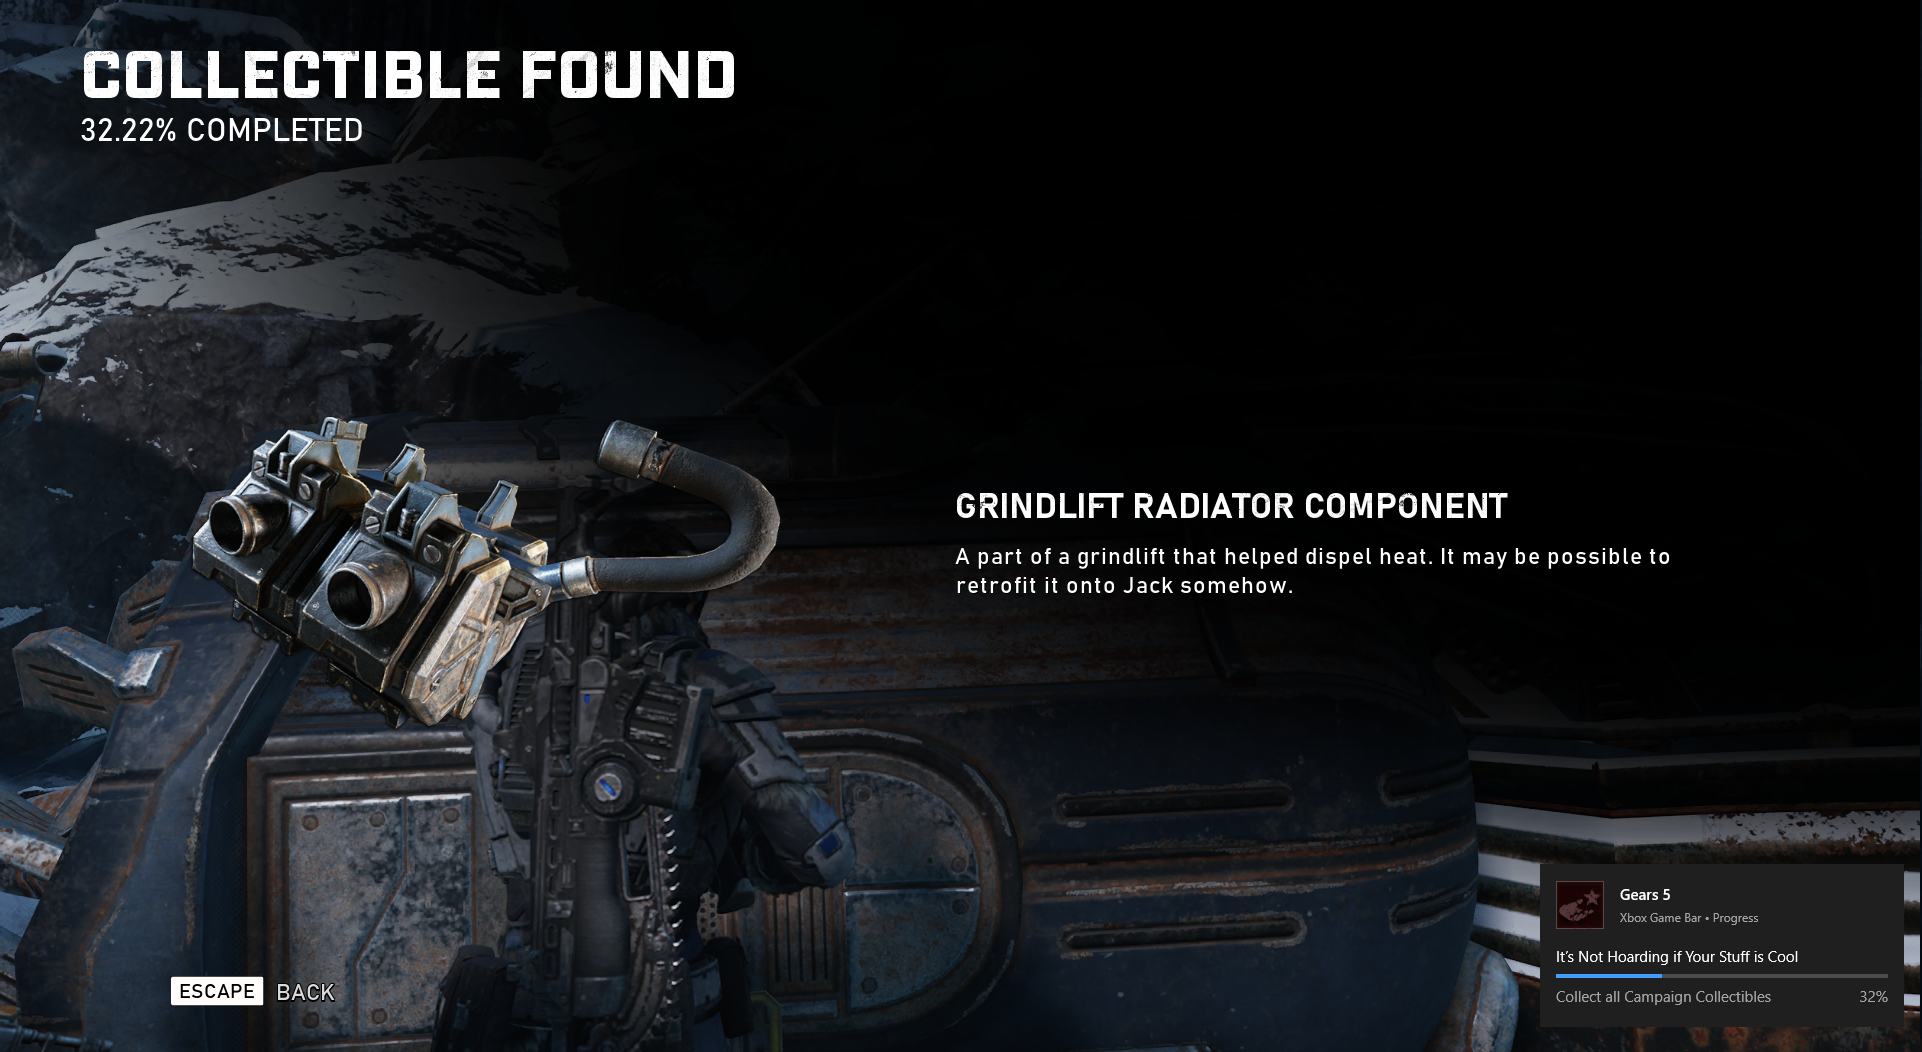 COLLECTIBLE FOUND
32.22% COMPLETED
GRINDLIFT RADIATOR COMPONENT
A part of a grindlift that helped dispel heat. It may be possible to
retrofit it onto Jack somehow.
Gears 5
Xbox Game Bar • Progress
It's Not Hoarding if Your Stuff is Cool
Collect all Campaign Collectibles 32%
ESCAPE BACK